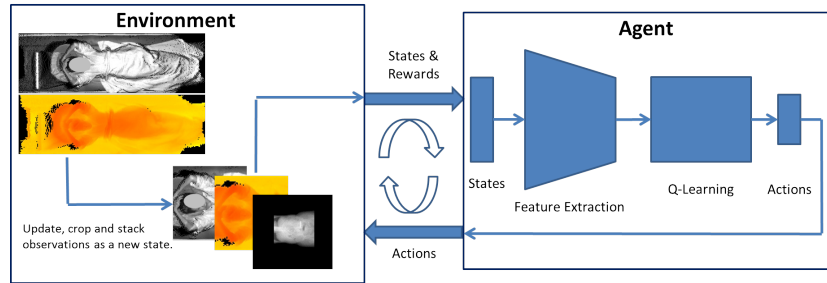 Environment
Update, crop and stack
observations as a new state.
States &
Rewards
Actions
Agent
States
Feature Extraction
Q-Learning
Actions